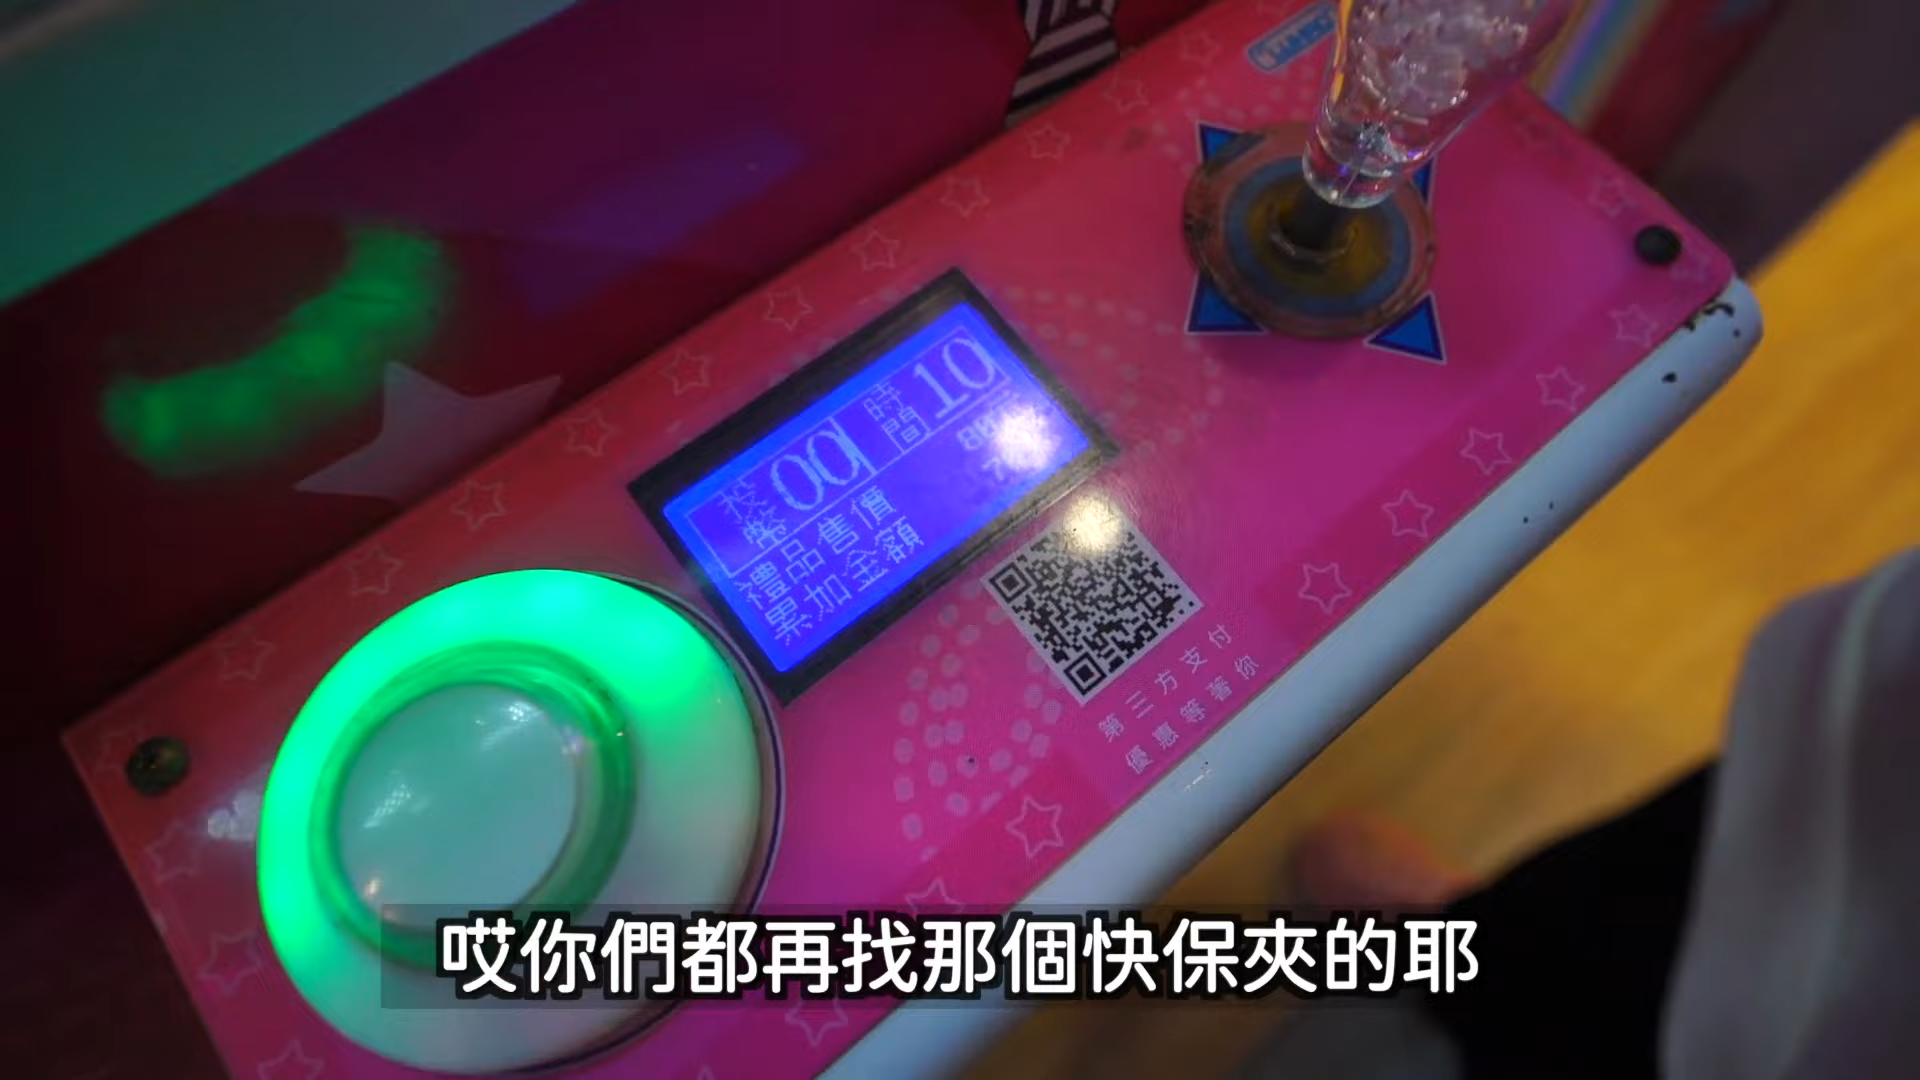 投幣 00 時間 10
禮品售價
累加金額
第三方支付
優惠等著你
哎你們都再找那個快保夾的耶